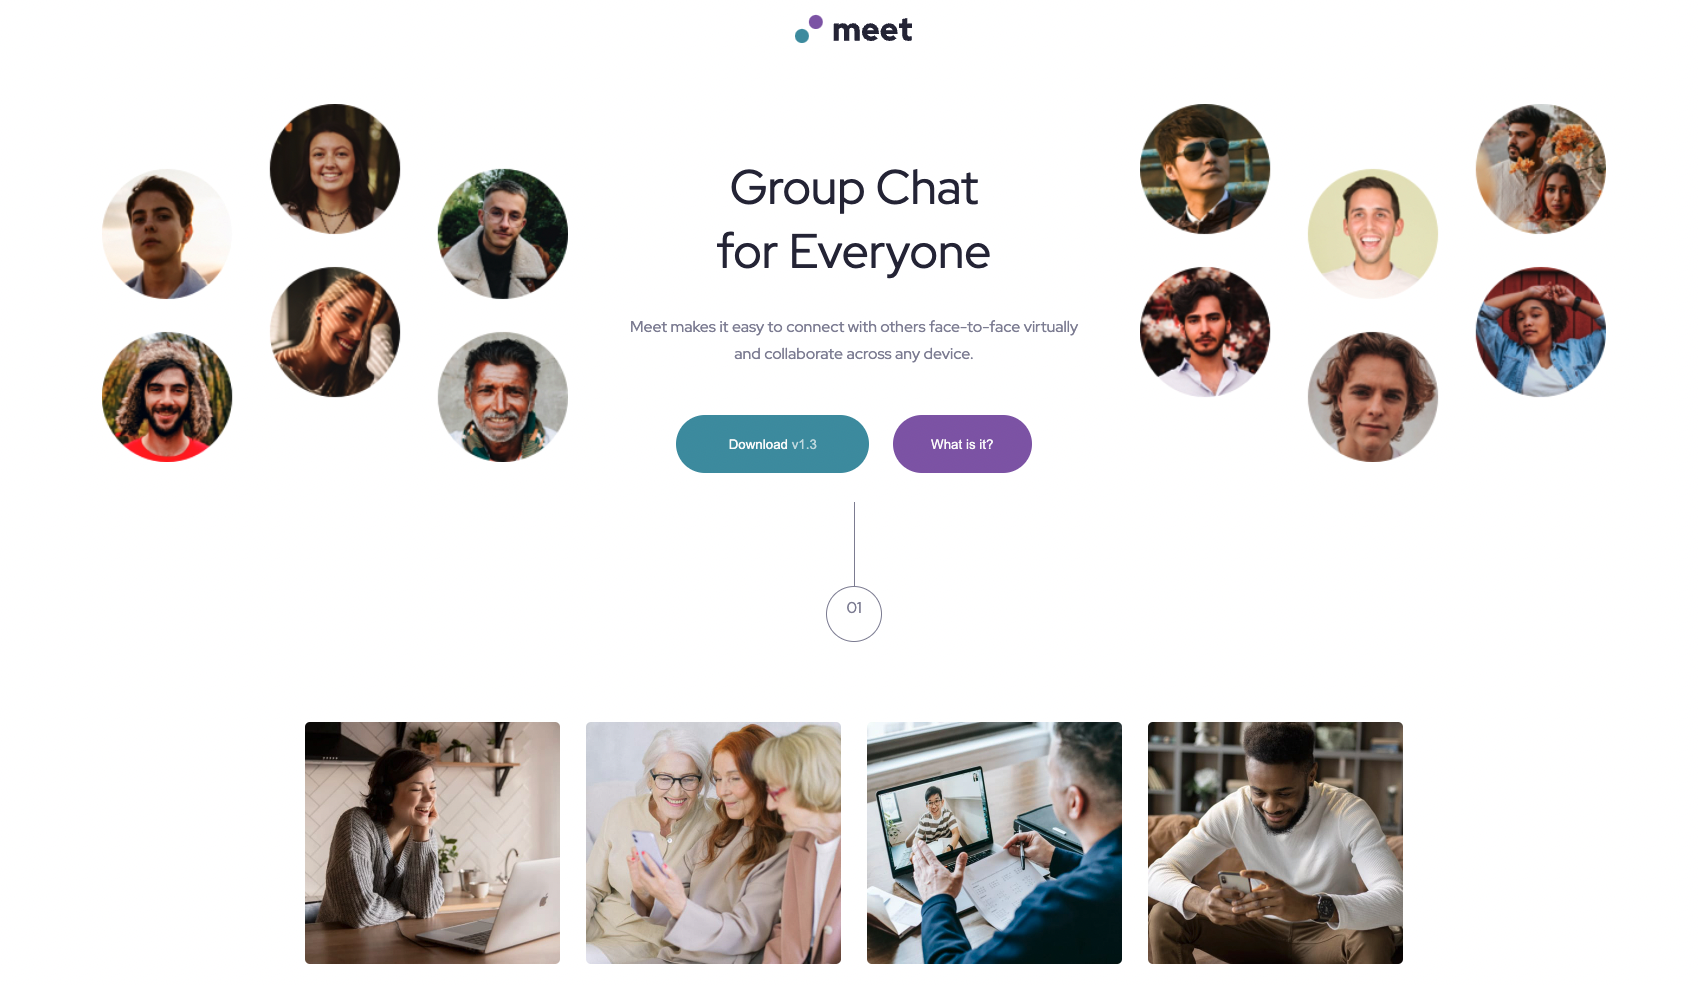 meet
Group Chat
for Everyone
Meet makes it easy to connect with others face-to-face virtually
and collaborate across any device.
Download v1.3
What is it?
01